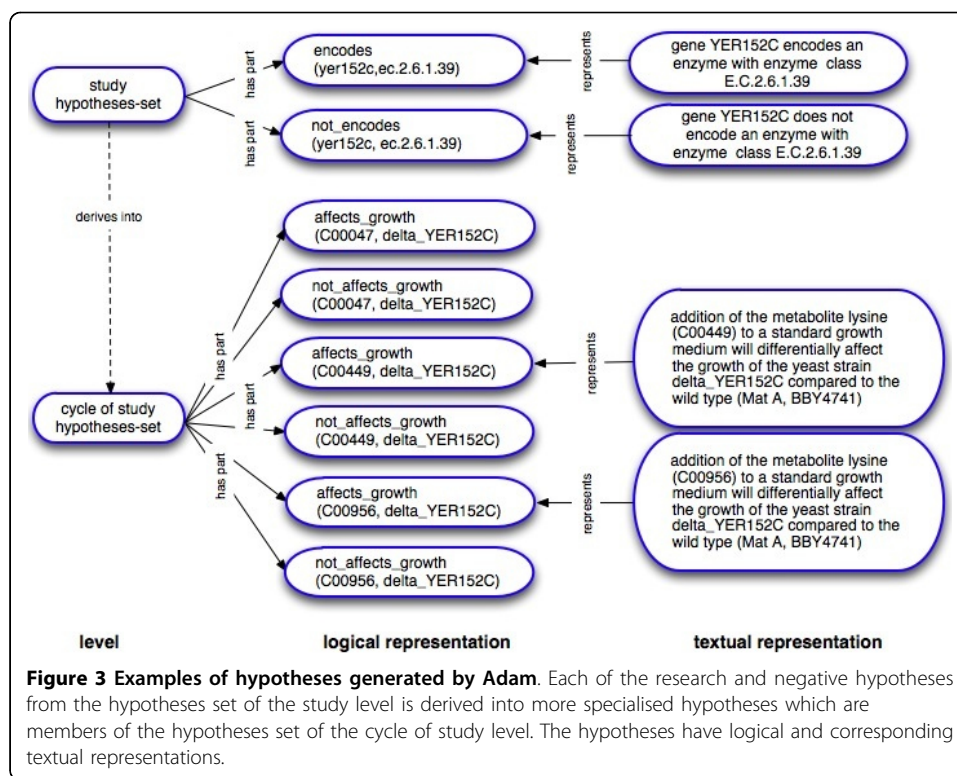 study
hypotheses-set
has part
has part
encodes
(yer152c,ec.2.6.1.39)
represents
gene YER152C encodes an
enzyme with enzyme class
E.C.2.6.1.39
not_encodes
(yer152c, ec.2.6.1.39)
represents
gene YER152C does not
encode an enzyme with
enzyme class E.C.2.6.1.39
derives into
cycle of study
hypotheses-set
has part
has part
has part
affects_growth
(C00047, delta_YER152C)
not_affects_growth
(C00047, delta_YER152C)
affects_growth
(C00449, delta_YER152C)
represents
addition of the metabolite lysine
(C00449) to a standard growth
medium will differentially affect
the growth of the yeast strain
delta_YER152C compared to the
wild type (Mat A, BBY4741)
not_affects_growth
(C00449, delta_YER152C)
affects_growth
(C00956, delta_YER152C)
represents
addition of the metabolite lysine
(C00956) to a standard growth
medium will differentially affect
the growth of the yeast strain
delta_YER152C compared to the
wild type (Mat A, BBY4741)
not_affects_growth
(C00956, delta_YER152C)
level
logical representation
textual representation
Figure 3 Examples of hypotheses generated by Adam. Each of the research and negative hypotheses
from the hypotheses set of the study level is derived into more specialised hypotheses which are
members of the hypotheses set of the cycle of study level. The hypotheses have logical and corresponding
textual representations.